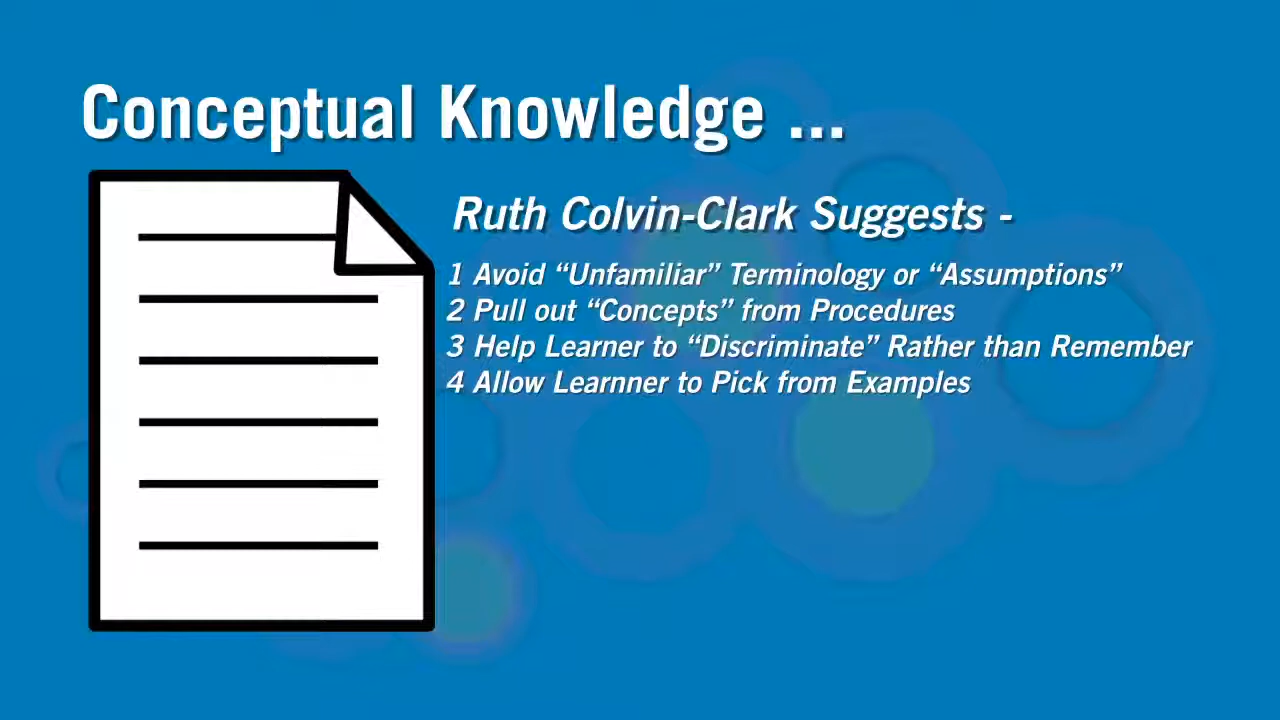 Conceptual Knowledge ...
Ruth Colvin-Clark Suggests -
1 Avoid “Unfamiliar” Terminology or “Assumptions”
2 Pull out “Concepts” from Procedures
3 Help Learner to “Discriminate” Rather than Remember
4 Allow Learnner to Pick from Examples